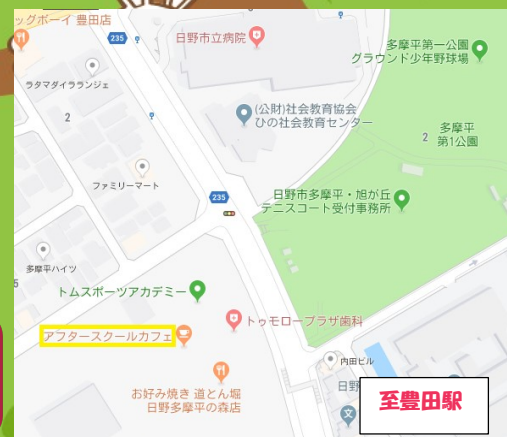 ッグボーイ 豊田店
235
日野市立病院
多摩平第一公園
グラウンド少年野球場
ラタマダイラランジェ
2
(公財)社会教育協会
ひの社会教育センター
多摩平
第1公園
2
ファミリーマート
235
日野市多摩平・旭が丘
テニスコート受付事務所
多摩平ハイツ
5
トムスポーツアカデミー
トゥモロープラザ歯科
アフタースクールカフェ
内田ビル
お好み焼き 道とん堀
日野多摩平の森店
日野
至豊田駅
文